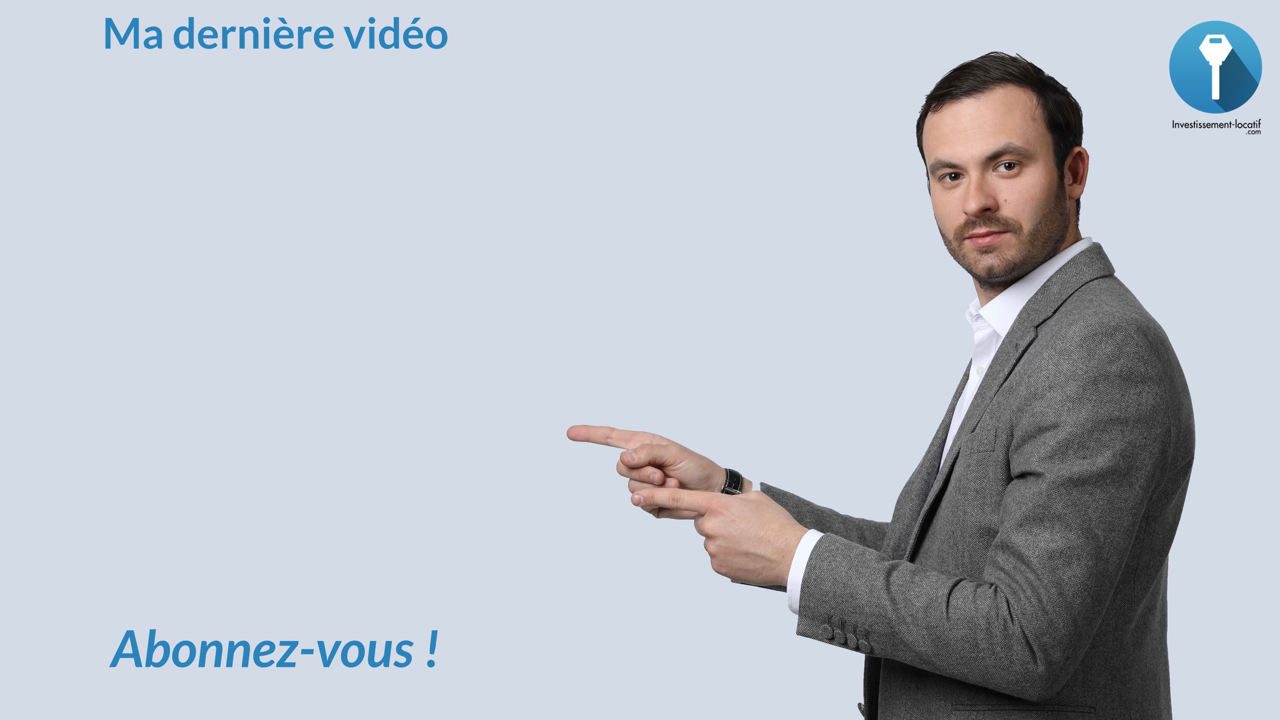 Ma dernière vidéo
Investissement-locatif
.com
Abonnez-vous !